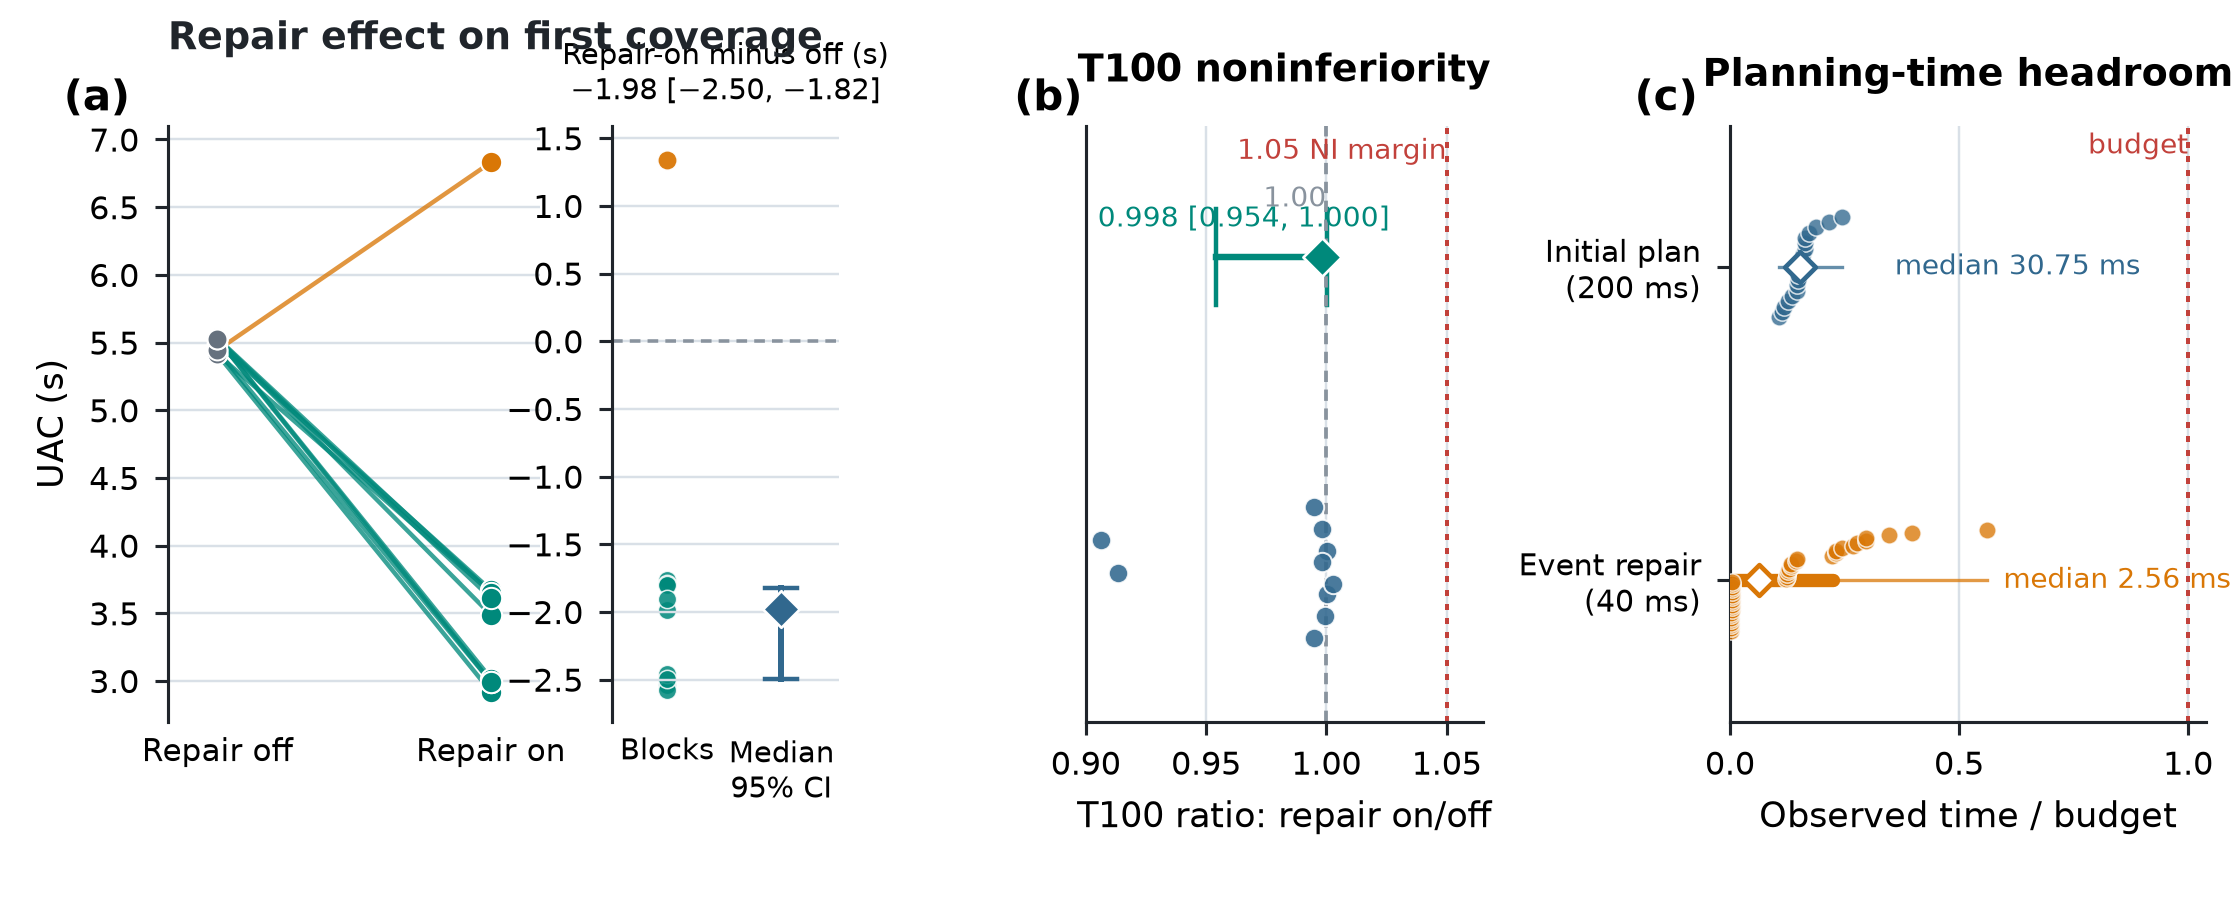 Repair effect on first coverage
Repair-on minus off (s)
−1.98 [−2.50, −1.82]
(a)
UAC (s)
7.0
6.5
6.0
5.5
5.0
4.5
4.0
3.5
3.0
Repair off
Repair on
1.5
1.0
0.5
0.0
−0.5
−1.0
−1.5
−2.0
−2.5
Blocks
Median
95% CI
(b)
T100 noninferiority
1.05 NI margin
1.00
0.998 [0.954, 1.000]
0.90
0.95
1.00
1.05
T100 ratio: repair on/off
(c)
Planning-time headroom
budget
Initial plan
(200 ms)
median 30.75 ms
Event repair
(40 ms)
median 2.56 ms
0.0
0.5
1.0
Observed time / budget